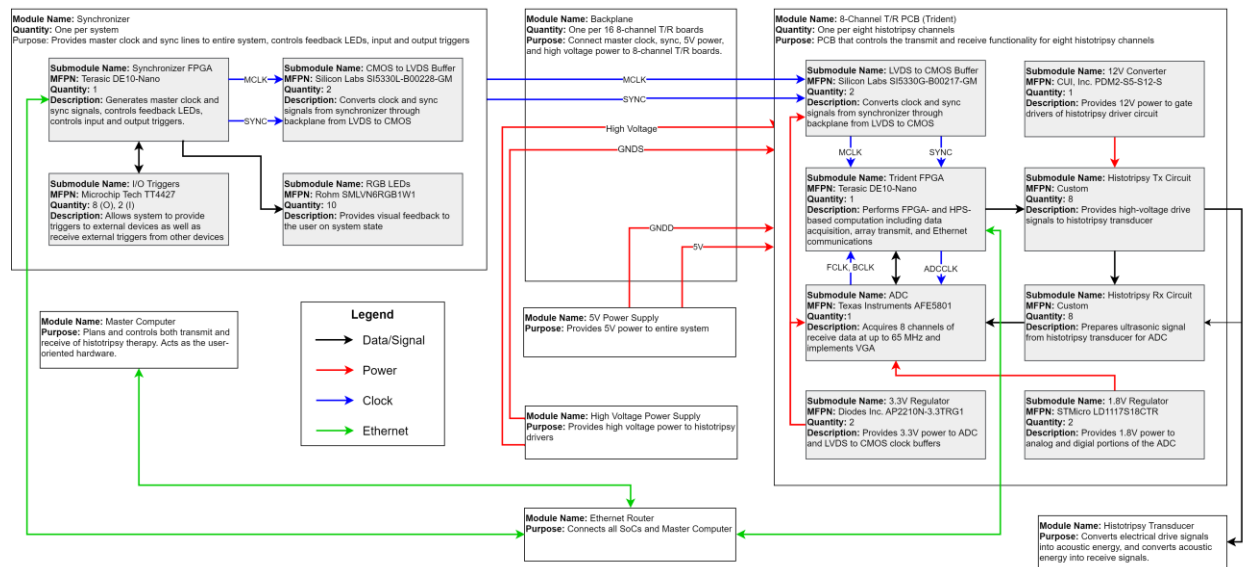 Module Name: Synchronizer
Quantity: One per system
Purpose: Provides master clock and sync lines to entire system, controls feedback LEDs, input and output triggers
Submodule Name: Synchronizer FPGA
MFPN: Terasic DE10-Nano
Quantity: 1
Description: Generates master clock and
sync signals, controls feedback LEDs,
controls input and output triggers.
MCLK
SYNC
Submodule Name: CMOS to LVDS Buffer
MFPN: Silicon Labs SI5330L-B00228-GM
Quantity: 2
Description: Converts clock and sync
signals from synchronizer through
backplane from LVDS to CMOS
Submodule Name: I/O Triggers
MFPN: Microchip Tech TT4427
Quantity: 8 (O), 2 (I)
Description: Allows system to provide
triggers to external devices as well as
receive external triggers from other devices
Submodule Name: RGB LEDs
MFPN: Rohm SMLVN6RGB1W1
Quantity: 10
Description: Provides visual feedback to
the user on system state
Module Name: Backplane
Quantity: One per 16 8-channel T/R boards
Purpose: Connect master clock, sync, 5V power,
and high voltage power to 8-channel T/R boards.
MCLK
SYNC
High Voltage
GNDS
GNDD
5V
Module Name: 8-Channel T/R PCB (Trident)
Quantity: One per eight histotripsy channels
Purpose: PCB that controls the transmit and receive functionality for eight histotripsy channels
Submodule Name: LVDS to CMOS Buffer
MFPN: Silicon Labs SI5330G-B00217-GM
Quantity: 2
Description: Converts clock and sync
signals from synchronizer through
backplane from LVDS to CMOS
Submodule Name: 12V Converter
MFPN: CUI, Inc. PDM2-S5-S12-S
Quantity: 1
Description: Provides 12V power to gate
drivers of histotripsy driver circuit
MCLK
SYNC
Submodule Name: Trident FPGA
MFPN: Terasic DE10-Nano
Quantity: 1
Description: Performs FPGA- and HPS-
based computation including data
acquisition, array transmit, and Ethernet
communications
Submodule Name: Histotripsy Tx Circuit
MFPN: Custom
Quantity: 8
Description: Provides high-voltage drive
signals to histotripsy transducer
FCLK, BCLK
ADCCLK
Submodule Name: ADC
MFPN: Texas Instruments AFE5801
Quantity:1
Description: Acquires 8 channels of
receive data at up to 65 MHz and
implements VGA
Submodule Name: Histotripsy Rx Circuit
MFPN: Custom
Quantity: 8
Description: Prepares ultrasonic signal
from histotripsy transducer for ADC
Submodule Name: 3.3V Regulator
MFPN: Diodes Inc. AP2210N-3.3TRG1
Quantity: 2
Description: Provides 3.3V power to ADC
and LVDS to CMOS clock buffers
Submodule Name: 1.8V Regulator
MFPN: STMicro LD1117S18CTR
Quantity: 2
Description: Provides 1.8V power to
analog and digial portions of the ADC
Module Name: Master Computer
Purpose: Plans and controls both transmit and
receive of histotripsy therapy. Acts as the user-
oriented hardware.
Legend
Data/Signal
Power
Clock
Ethernet
Module Name: 5V Power Supply
Purpose: Provides 5V power to entire system
Module Name: High Voltage Power Supply
Purpose: Provides high voltage power to histotripsy
drivers
Module Name: Ethernet Router
Purpose: Connects all SoCs and Master Computer
Module Name: Histotripsy Transducer
Purpose: Converts electrical drive signals
into acoustic energy, and converts acoustic
energy into receive signals.